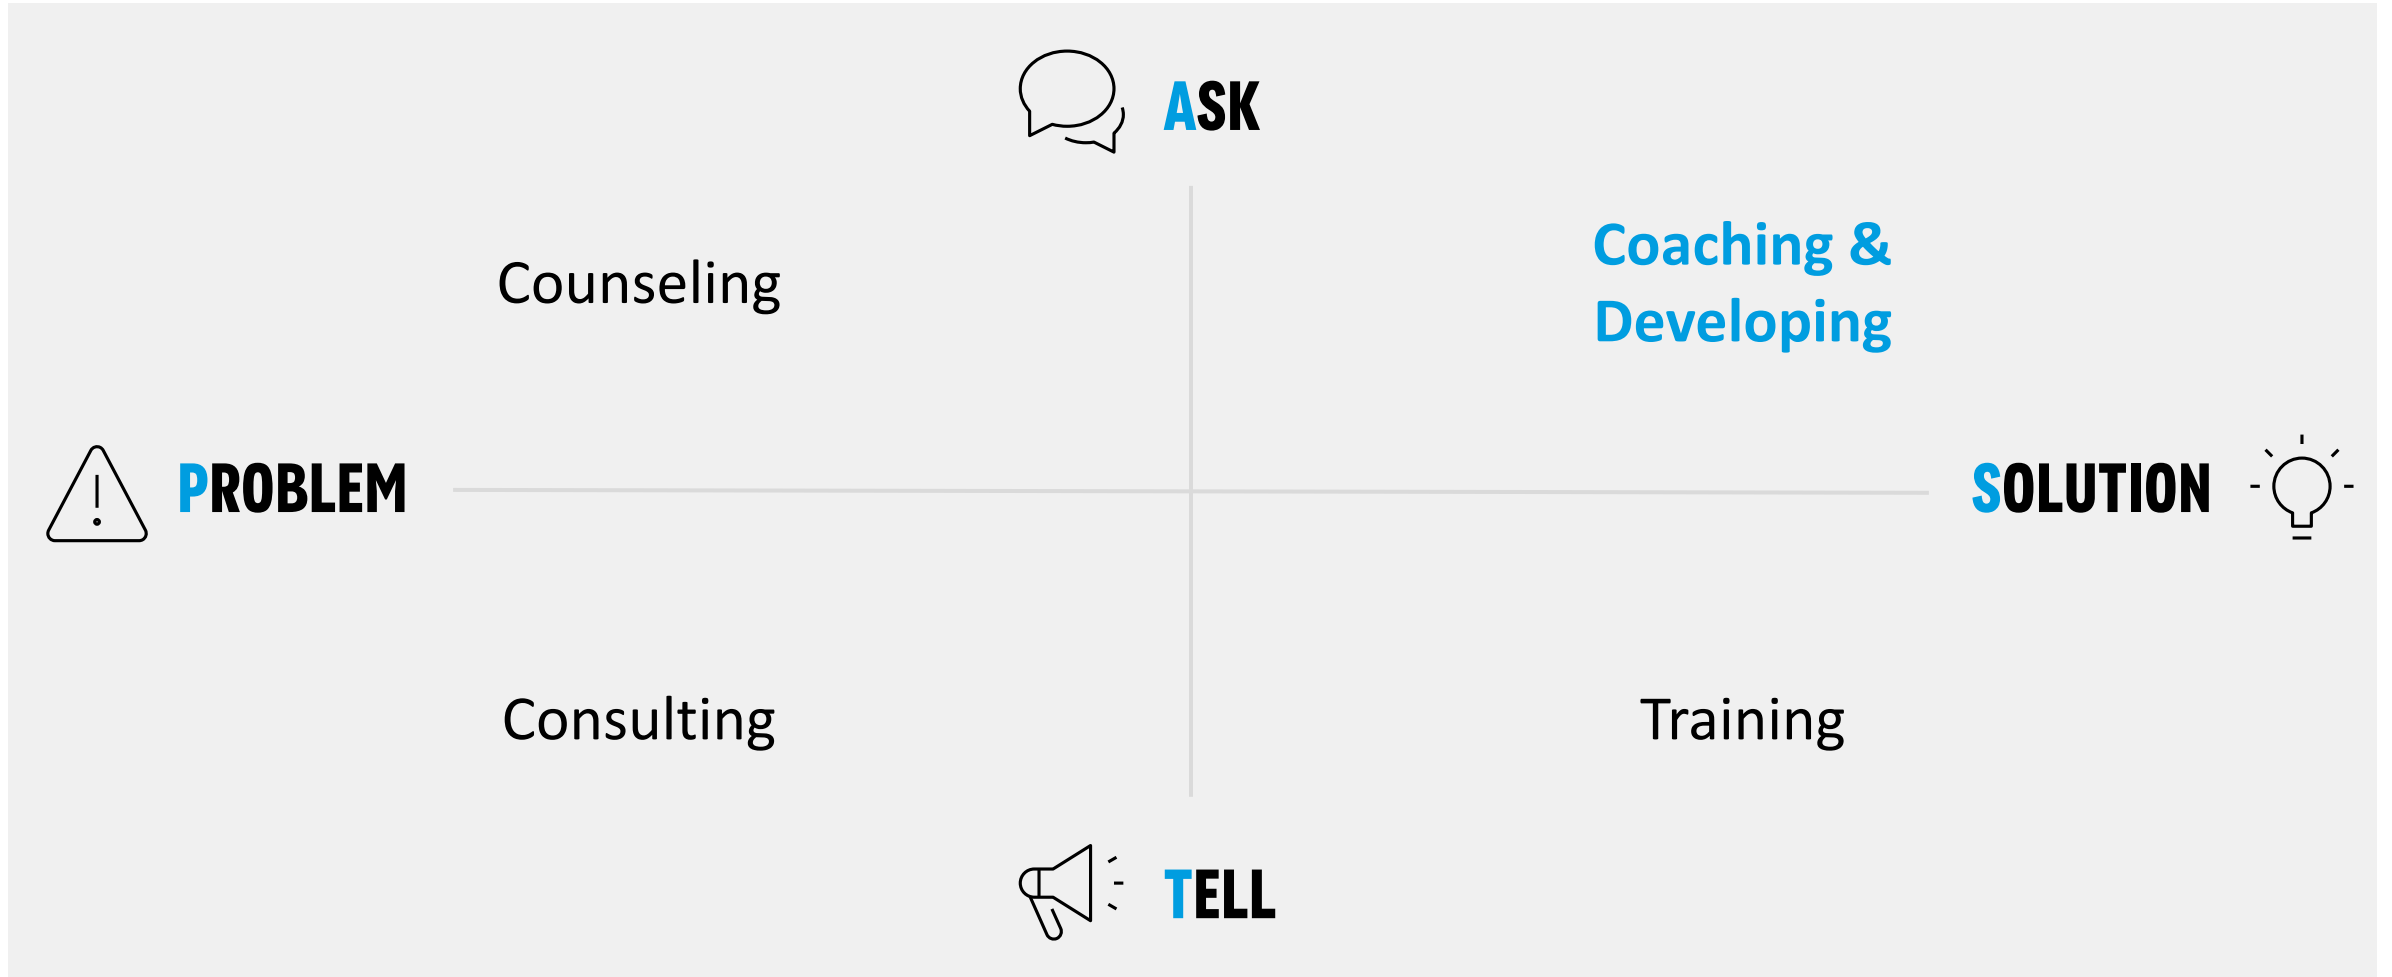 ASK
Coaching &
Counseling
Developing
PROBLEM
SOLUTION
Consulting
Training
TELL